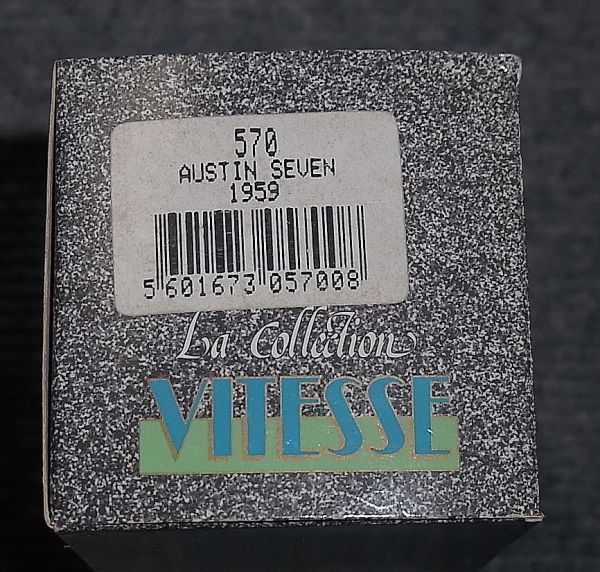 570
AUSTIN SEVEN
1959
5 601673 057008
La Collection
VITESSE